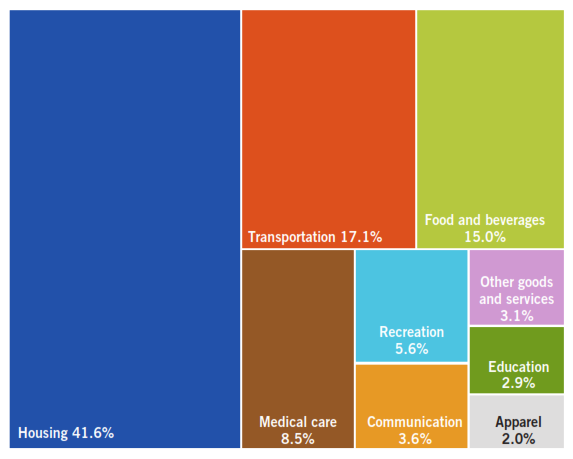 Housing 41.6%
Transportation 17.1%
Food and beverages
15.0%
Medical care
8.5%
Recreation
5.6%
Communication
3.6%
Other goods
and services
3.1%
Education
2.9%
Apparel
2.0%